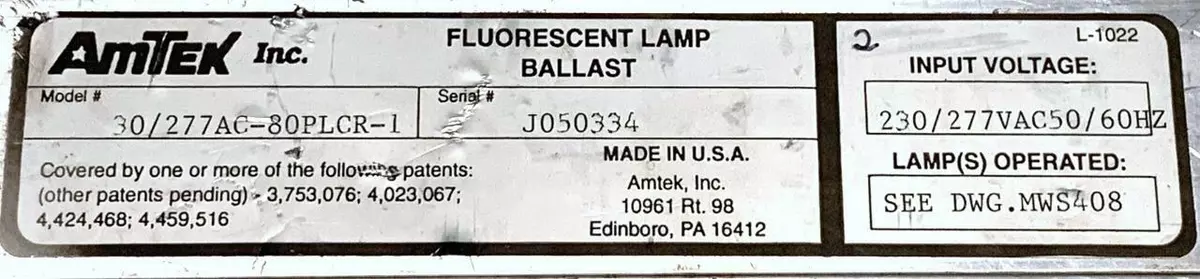 AmTEK Inc.
FLUORESCENT LAMP
BALLAST
Model #
30/277AC-80PLCR-1
Serial #
J050334
Covered by one or more of the following patents:
(other patents pending) - 3,753,076; 4,023,067;
4,424,468; 4,459,516
MADE IN U.S.A.
Amtek, Inc.
10961 Rt. 98
Edinboro, PA 16412
2
L-1022
INPUT VOLTAGE:
230/277VAC50/60HZ
LAMP(S) OPERATED:
SEE DWG.MWS408